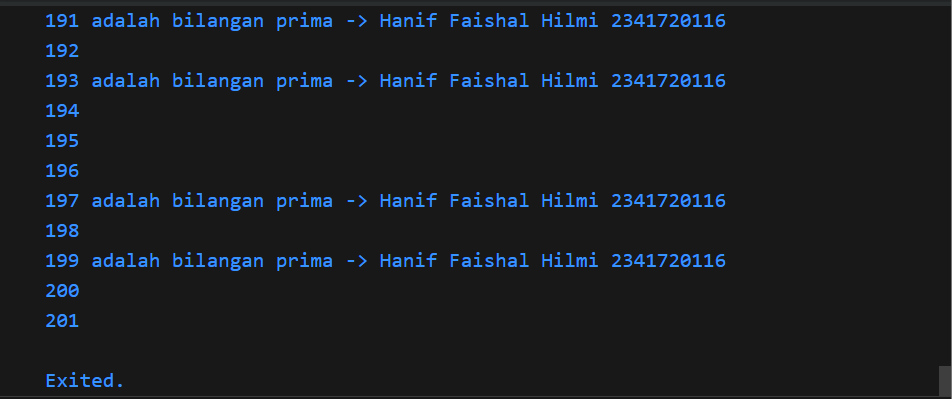 191 adalah bilangan prima -> Hanif Faishal Hilmi 2341720116
192
193 adalah bilangan prima -> Hanif Faishal Hilmi 2341720116
194
195
196
197 adalah bilangan prima -> Hanif Faishal Hilmi 2341720116
198
199 adalah bilangan prima -> Hanif Faishal Hilmi 2341720116
200
201
Exited.